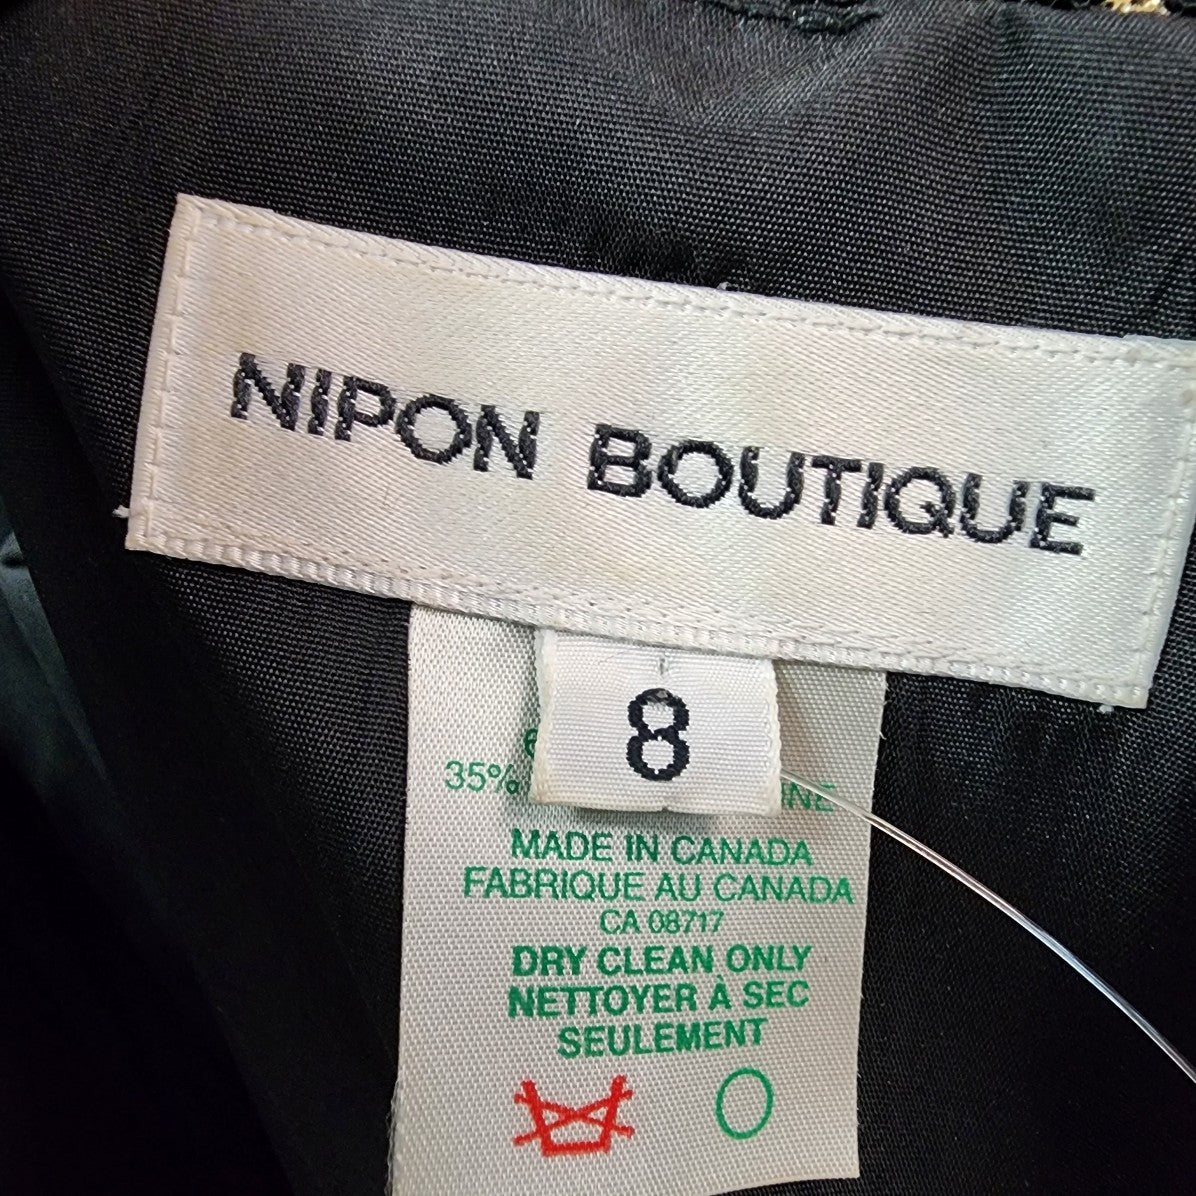 NIPON BOUTIQUE
8
35%
MADE IN CANADA
FABRIQUE AU CANADA
CA 08717
DRY CLEAN ONLY
NETTOYER À SEC
SEULEMENT